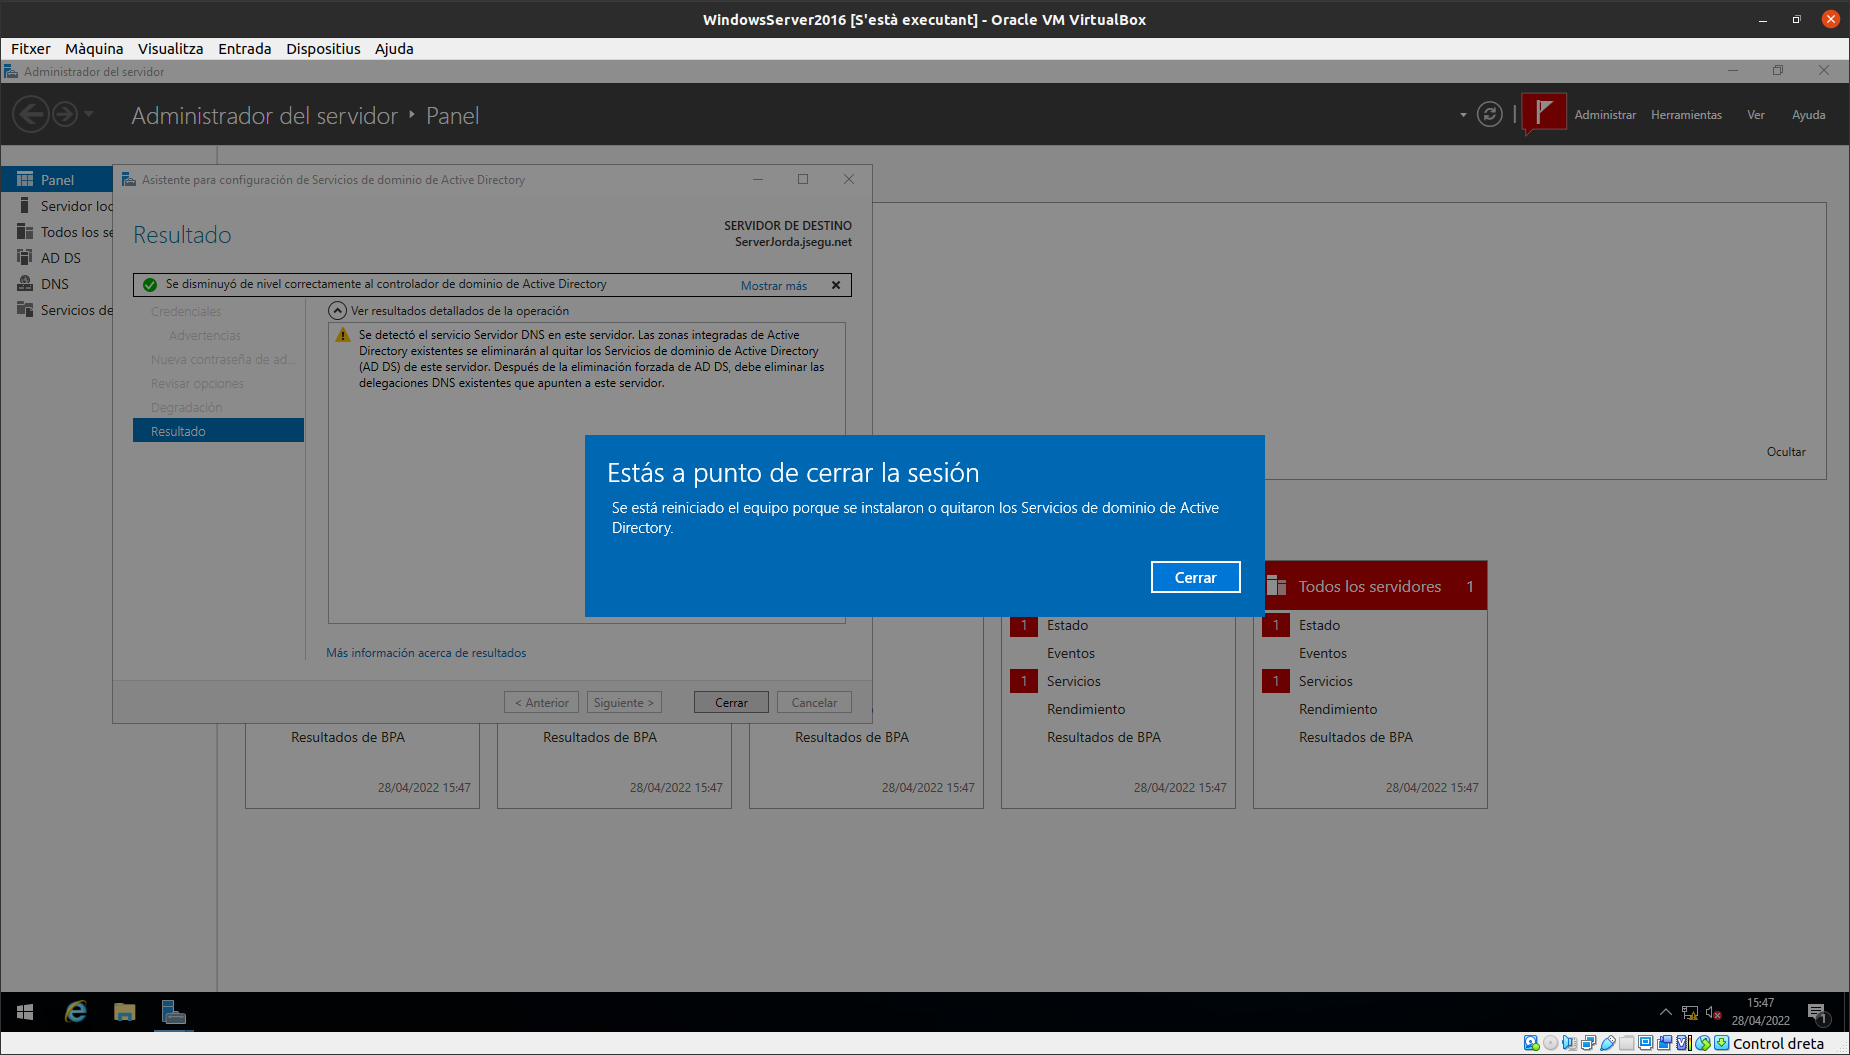 WindowsServer2016 [S'està executant] - Oracle VM VirtualBox
Fitxer Màquina Visualitza Entrada Dispositius Ajuda
Administrador del servidor
Administrador del servidor ‣ Panel
Administrar Herramientas Ver Ayuda
Panel
Servidor loc
Todos los se
AD DS
DNS
Servicios de
Asistente para configuración de Servicios de dominio de Active Directory
Resultado
SERVIDOR DE DESTINO
ServerJorda.jsegu.net
Se disminuyó de nivel correctamente al controlador de dominio de Active Directory
Mostrar más
Credenciales
Advertencias
Nueva contraseña de ad...
Revisar opciones
Degradación
Resultado
Ver resultados detallados de la operación
Se detectó el servicio Servidor DNS en este servidor. Las zonas integradas de Active
Directory existentes se eliminarán al quitar los Servicios de dominio de Active Directory
(AD DS) de este servidor. Después de la eliminación forzada de AD DS, debe eliminar las
delegaciones DNS existentes que apunten a este servidor.
Más información acerca de resultados
< Anterior Siguiente > Cerrar Cancelar
Ocultar
Estás a punto de cerrar la sesión
Se está reiniciado el equipo porque se instalaron o quitaron los Servicios de dominio de Active
Directory.
Cerrar
Todos los servidores 1
1 Estado
Eventos
1 Servicios
Rendimiento
Resultados de BPA
28/04/2022 15:47
1 Estado
Eventos
1 Servicios
Rendimiento
Resultados de BPA
28/04/2022 15:47
Resultados de BPA
28/04/2022 15:47
Resultados de BPA
28/04/2022 15:47
Resultados de BPA
28/04/2022 15:47
15:47
28/04/2022
1
Control dreta